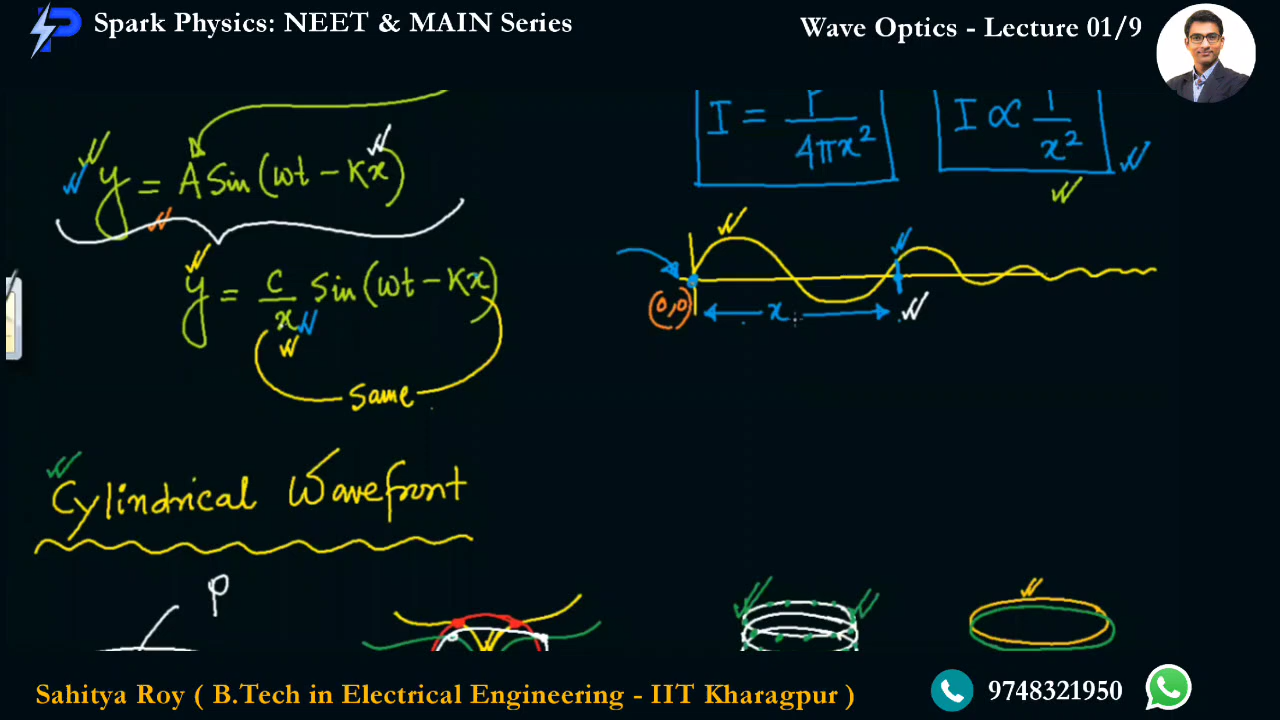 Spark Physics: NEET & MAIN Series
Wave Optics - Lecture 01/9
y = A Sin (ωt - Kx)
I = P / 4πx²
I ∝ 1 / x²
y = c/x Sin (ωt - Kx)
Same
(0,0)
x
Cylindrical Wavefront
P
Sahitya Roy ( B.Tech in Electrical Engineering - IIT Kharagpur )
9748321950